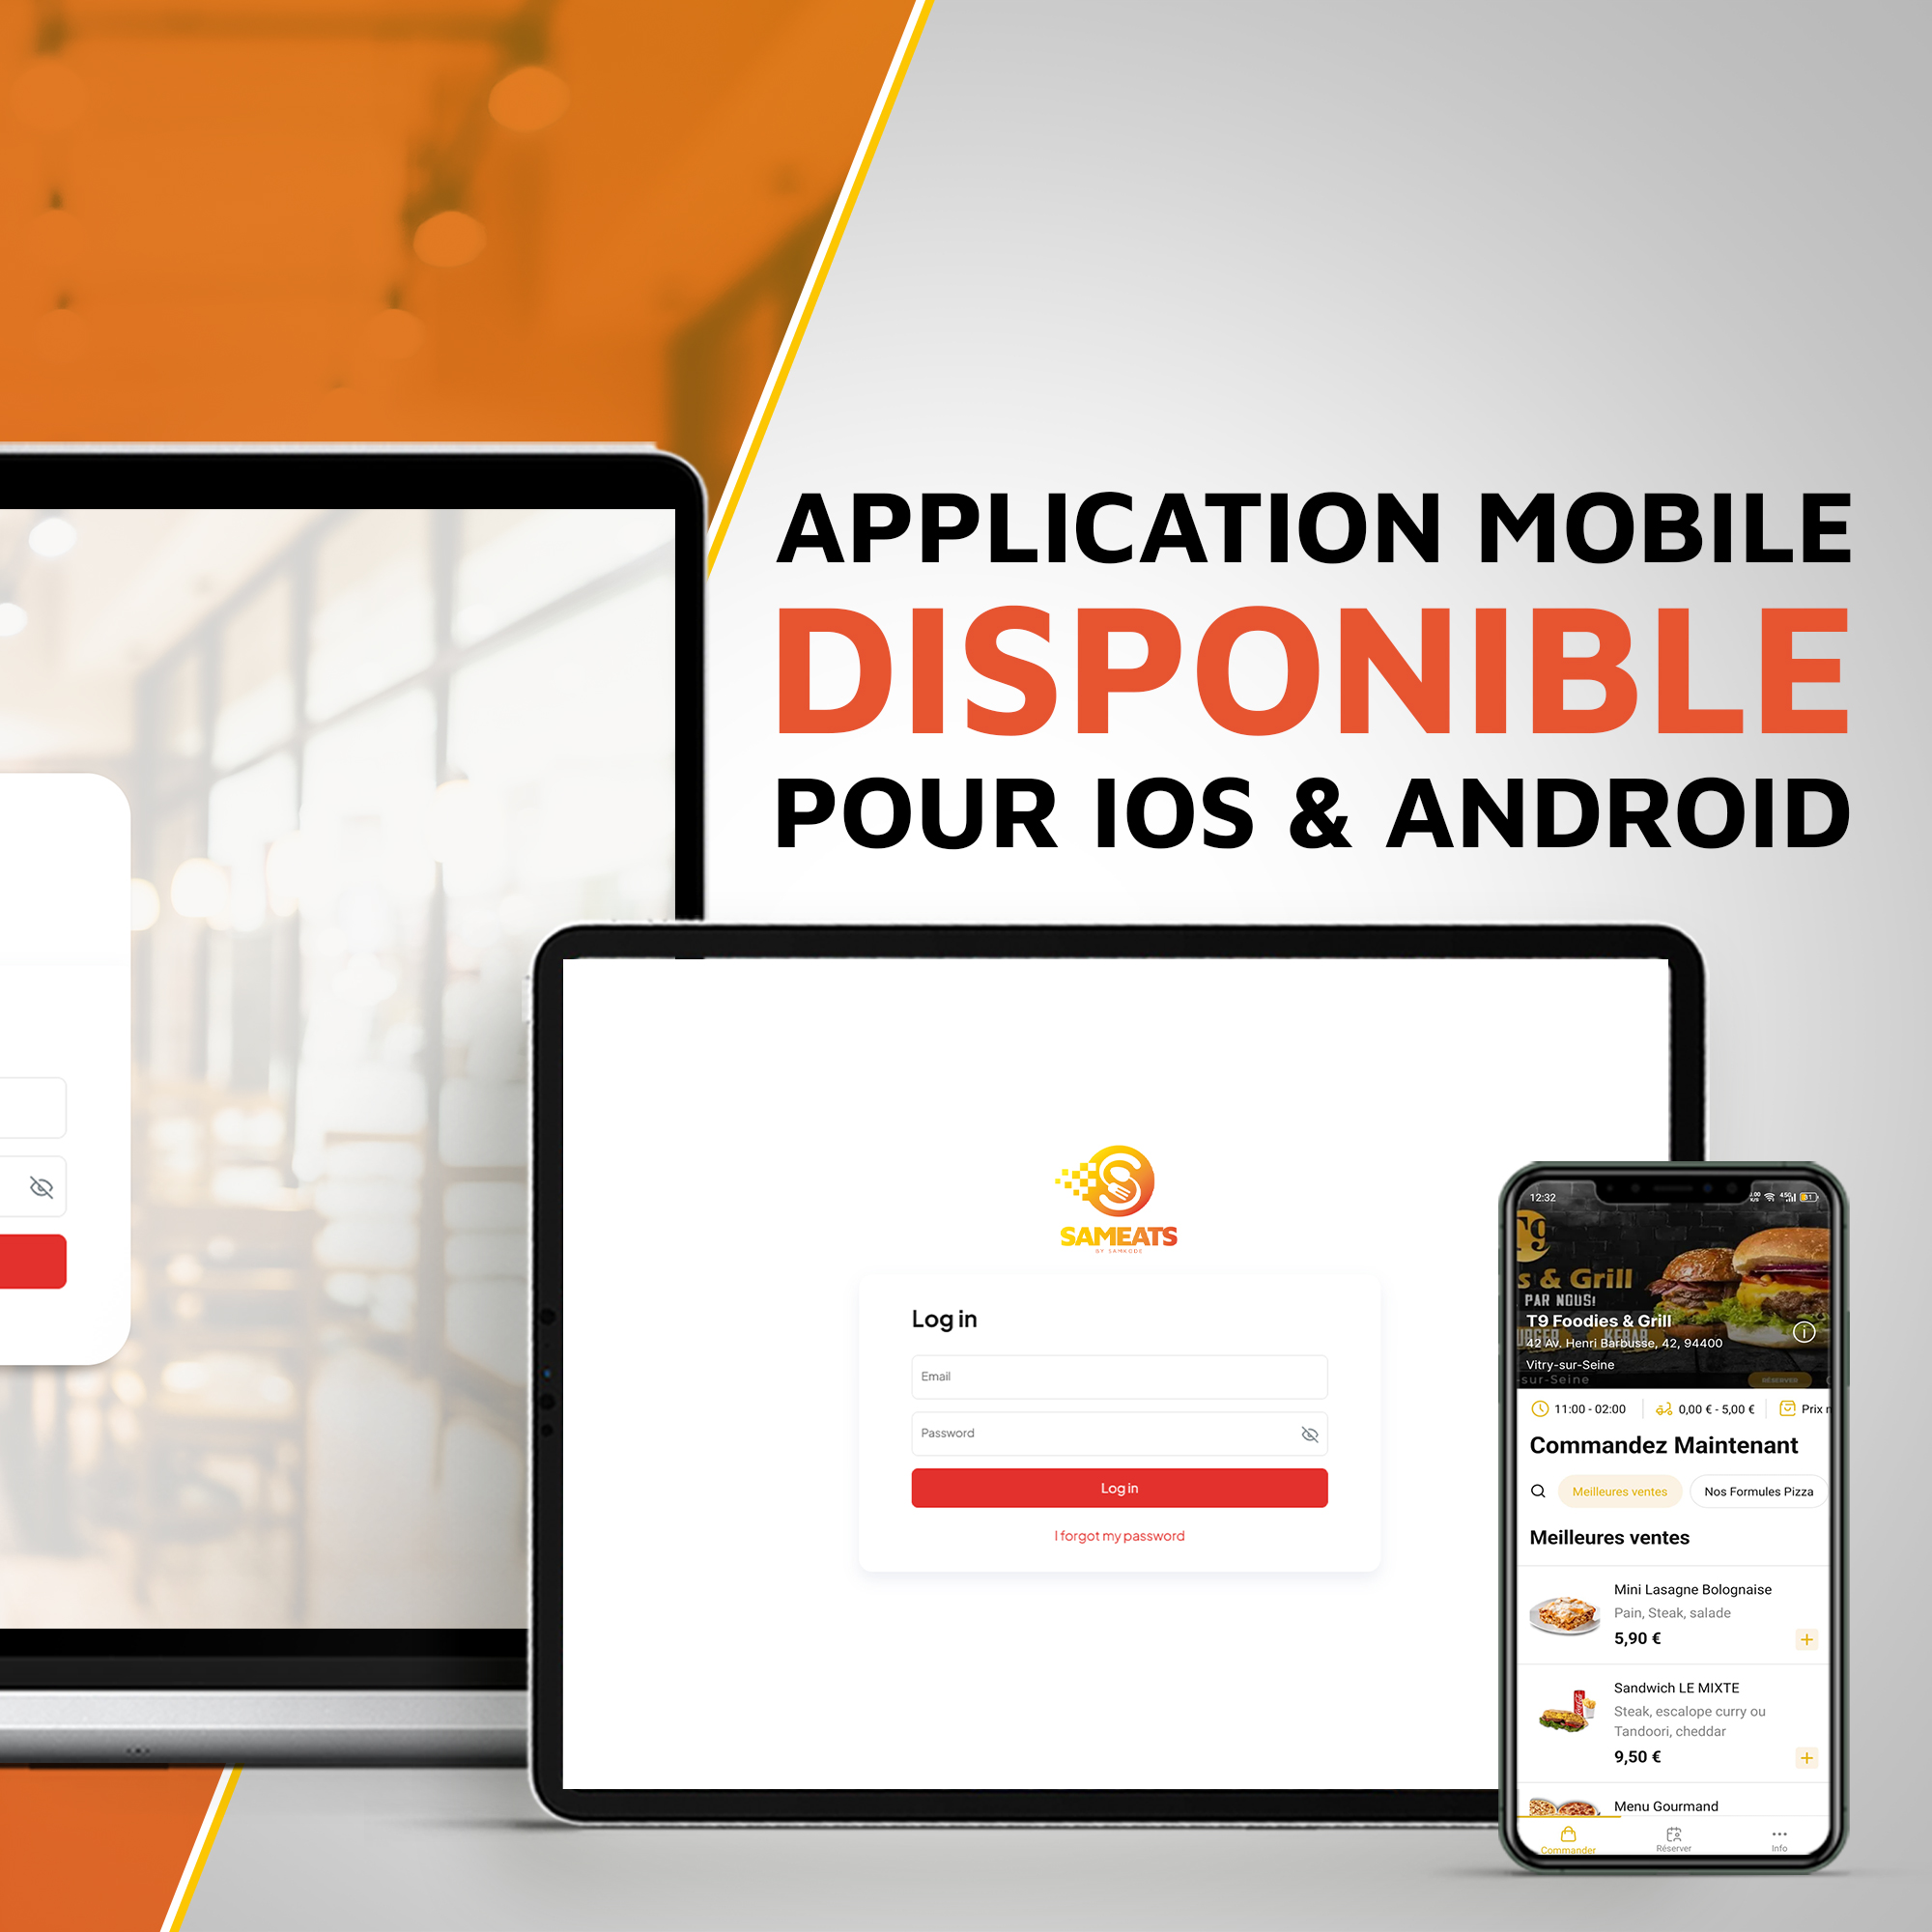 APPLICATION MOBILE
DISPONIBLE
POUR IOS & ANDROID
SAMEATS
BY SAMKODE
Log in
Email
Password
Log in
I forgot my password
12:32
T9
s & Grill
PAR NOUS!
T9 Foodies & Grill
42 Av. Henri Barbusse, 42, 94400
Vitry-sur-Seine
-sur-Seine
RÉSERVER
11:00 - 02:00
0,00 € - 5,00 €
Prix
Commandez Maintenant
Meilleures ventes
Nos Formules Pizza
Meilleures ventes
Mini Lasagne Bolognaise
Pain, Steak, salade
5,90 €
Sandwich LE MIXTE
Steak, escalope curry ou
Tandoori, cheddar
9,50 €
Menu Gourmand
Commander
Réserver
Info